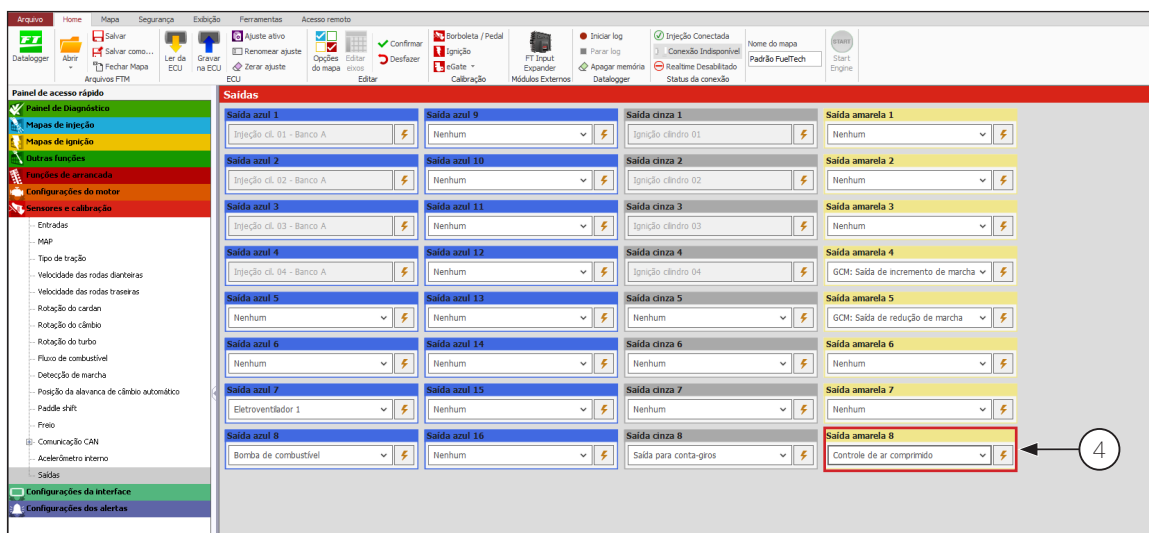 Arquivo Home Mapa Segurança Exibição Ferramentas Acesso remoto
FT
Datalogger
Abrir
Salvar
Salvar como...
Fechar Mapa
Arquivos FTM
Ler da ECU
Gravar na ECU
Ajuste ativo
Renomear ajuste
Zerar ajuste
ECU
Opções do mapa
Editar eixos
Confirmar
Desfazer
Editar
Borboleta / Pedal
Ignição
eGate
Calibração
FT Input Expander
Módulos Externos
Iniciar log
Parar log
Apagar memória
Datalogger
Injeção Conectada
Conexão Indisponível
Realtime Desabilitado
Status da conexão
Nome do mapa
Padrão FuelTech
START
Start Engine
Painel de acesso rápido
Painel de Diagnóstico
Mapas de injeção
Mapas de ignição
Outras funções
Funções de arrancada
Configurações do motor
Sensores e calibração
Entradas
MAP
Tipo de tração
Velocidade das rodas dianteiras
Velocidade das rodas traseiras
Rotação do cardan
Rotação do câmbio
Rotação do turbo
Fluxo de combustível
Detecção de marcha
Posição da alavanca de câmbio automático
Paddle shift
Freio
Comunicação CAN
Acelerômetro interno
Saídas
Configurações da interface
Configurações dos alertas
Saídas
Saída azul 1 Saída azul 9 Saída cinza 1 Saída amarela 1
Injeção cil. 01 - Banco A Nenhum Ignição cilindro 01 Nenhum
Saída azul 2 Saída azul 10 Saída cinza 2 Saída amarela 2
Injeção cil. 02 - Banco A Nenhum Ignição cilindro 02 Nenhum
Saída azul 3 Saída azul 11 Saída cinza 3 Saída amarela 3
Injeção cil. 03 - Banco A Nenhum Ignição cilindro 03 Nenhum
Saída azul 4 Saída azul 12 Saída cinza 4 Saída amarela 4
Injeção cil. 04 - Banco A Nenhum Ignição cilindro 04 GCM: Saída de incremento de marcha
Saída azul 5 Saída azul 13 Saída cinza 5 Saída amarela 5
Nenhum Nenhum Nenhum GCM: Saída de redução de marcha
Saída azul 6 Saída azul 14 Saída cinza 6 Saída amarela 6
Nenhum Nenhum Nenhum Nenhum
Saída azul 7 Saída azul 15 Saída cinza 7 Saída amarela 7
Eletroventilador 1 Nenhum Nenhum Nenhum
Saída azul 8 Saída azul 16 Saída cinza 8 Saída amarela 8
Bomba de combustível Nenhum Saída para conta-giros Controle de ar comprimido
4